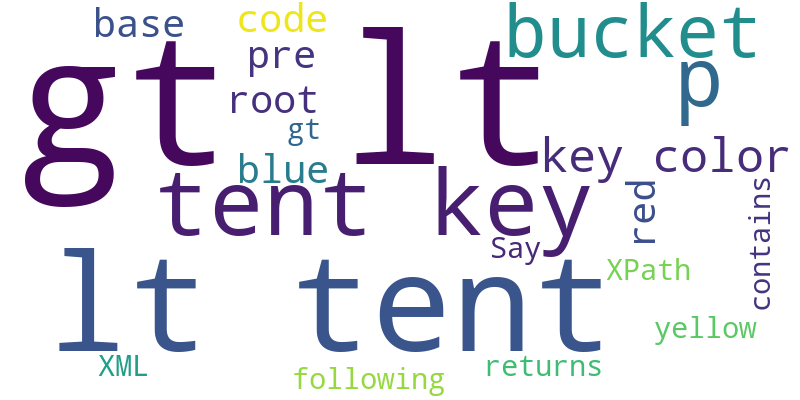 gt lt
base
code
bucket
pre
p
root
gt
key color
blue
tent key
red
contains
Say
lt tent
XPath
yellow
XML
following
returns